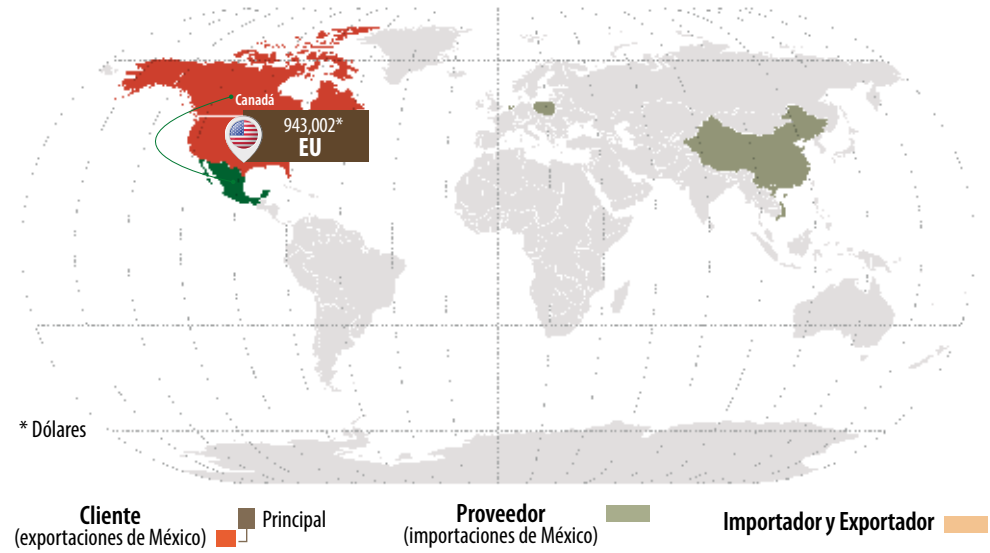 Canadá
943,002*
EU
* Dólares
Cliente
(exportaciones de México)
Principal
Proveedor
(importaciones de México)
Importador y Exportador